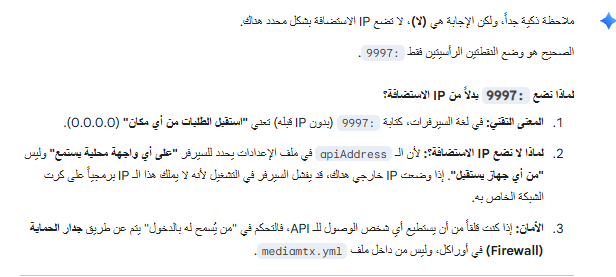 ملاحظة ذكية جداً، ولكن الإجابة هي (لا)، لا تضع IP الاستضافة بشكل محدد هناك.
الصحيح هو وضع النقطتين الرأسيتين فقط :9997 .
لماذا نضع :9997 بدلاً من IP الاستضافة؟
1. المعنى التقني: في لغة السيرفرات، كتابة :9997 (بدون IP قبله) تعني "استقبل الطلبات من أي مكان" (0.0.0.0).
2. لماذا لا نضع IP الاستضافة؟: لأن الـ apiAddress في ملف الإعدادات يحدد للسيرفر "على أي واجهة محلية يستمع" وليس
"من أي جهاز يستقبل". إذا وضعت IP خارجي هناك، قد يفشل السيرفر في التشغيل لأنه لا يملك هذا الـ IP برمجياً على كرت
الشبكة الخاص به.
3. الأمان: إذا كنت قلقاً من أن يستطيع أي شخص الوصول للـ API، فالتحكم في "من يُسمح له بالدخول" يتم عن طريق جدار الحماية
(Firewall) في أوراكل، وليس من داخل ملف mediamtx.yml .